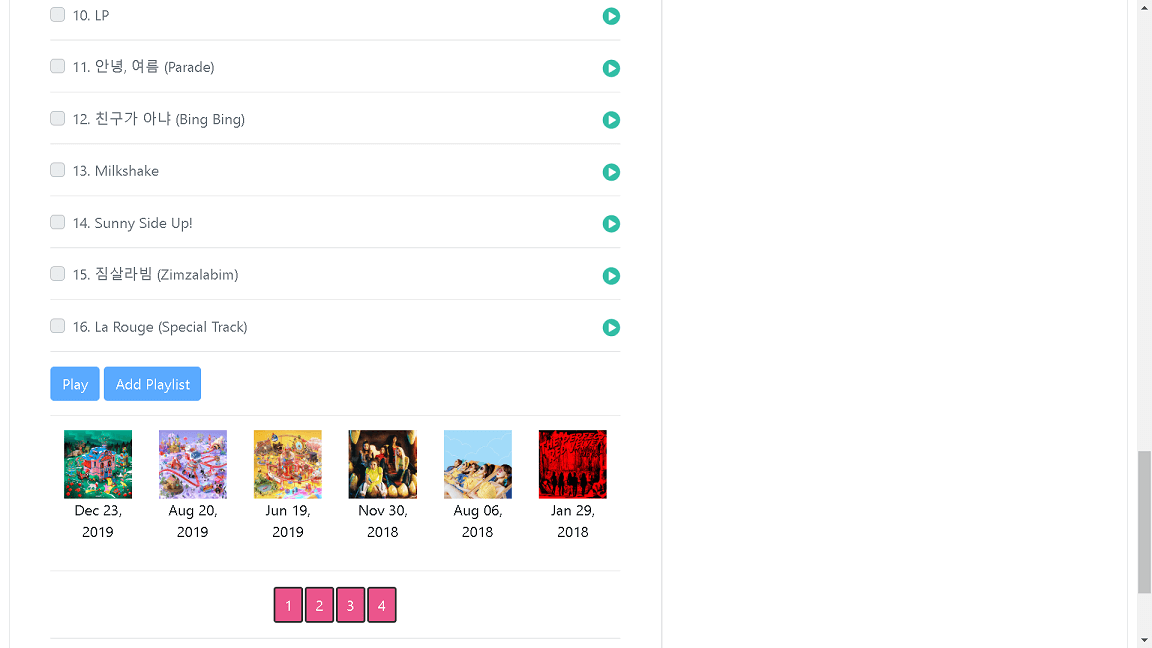 10. LP
11. 안녕, 여름 (Parade)
12. 친구가 아냐 (Bing Bing)
13. Milkshake
14. Sunny Side Up!
15. 짐살라빔 (Zimzalabim)
16. La Rouge (Special Track)
Play Add Playlist
Dec 23, 2019
Aug 20, 2019
Jun 19, 2019
Nov 30, 2018
Aug 06, 2018
Jan 29, 2018
1 2 3 4